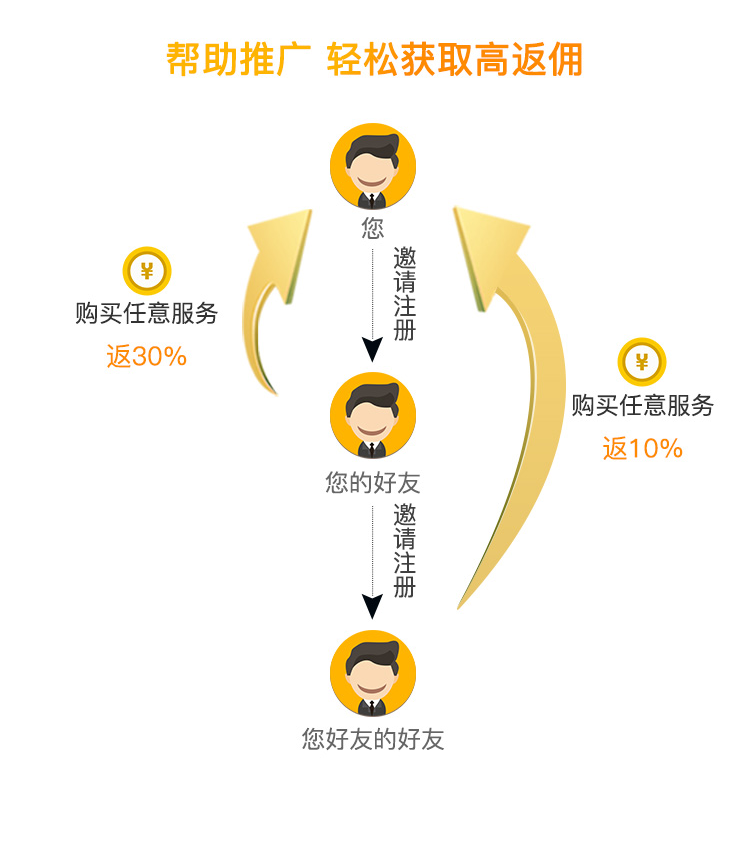 帮助推广 轻松获取高返佣
您
邀请注册
¥
购买任意服务
返30%
¥
购买任意服务
返10%
您的好友
邀请注册
您好友的好友